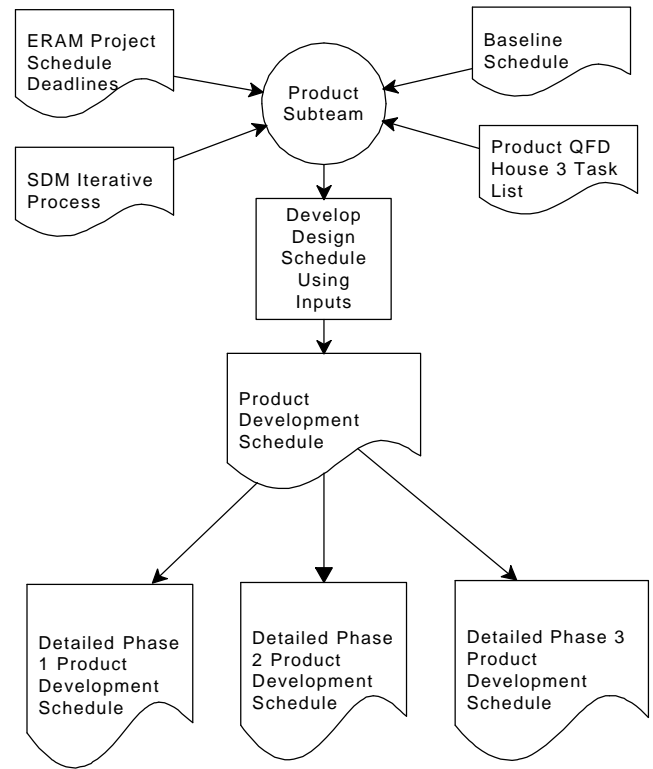 ERAM Project
Schedule
Deadlines
Baseline
Schedule
Product
Subteam
SDM Iterative
Process
Product QFD
House 3 Task
List
Develop
Design
Schedule
Using
Inputs
Product
Development
Schedule
Detailed Phase
1 Product
Development
Schedule
Detailed Phase
2 Product
Development
Schedule
Detailed Phase 3
Product
Development
Schedule